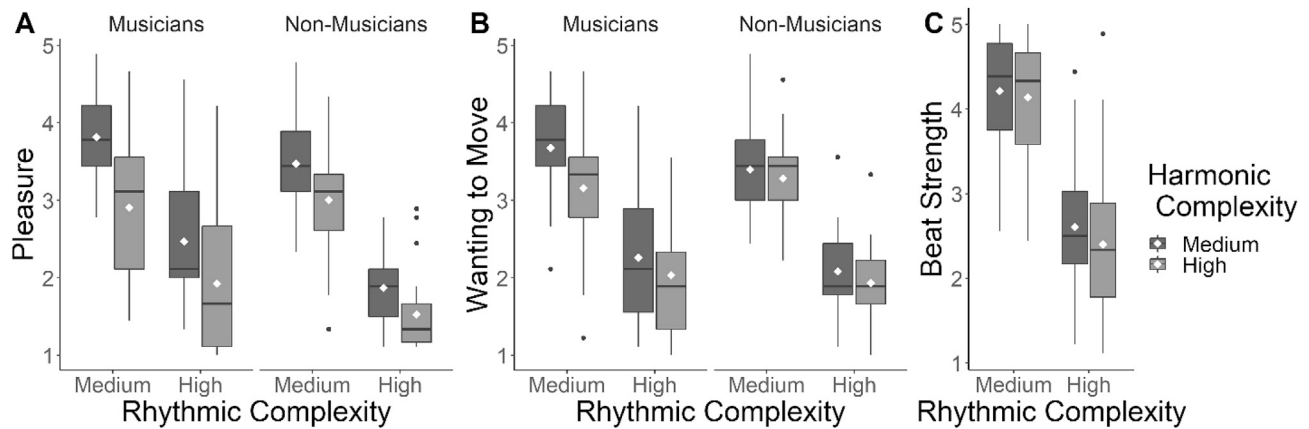 A
Musicians
Non-Musicians
Pleasure
5
4
3
2
1
Medium
High
Medium
High
Rhythmic Complexity
B
Musicians
Non-Musicians
Wanting to Move
5
4
3
2
1
Medium
High
Medium
High
Rhythmic Complexity
C
Beat Strength
5
4
3
2
1
Medium
High
Rhythmic Complexity
Harmonic
Complexity
Medium
High